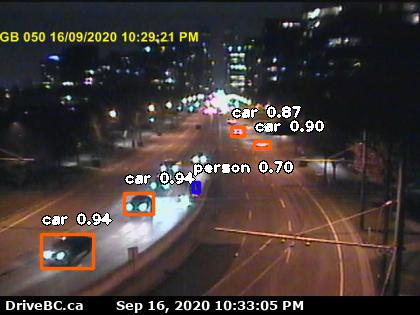 GB 050 16/09/2020 10:29:21 PM
car 0.87
car 0.90
person 0.70
car 0.94
car 0.94
DriveBC.ca Sep 16, 2020 10:33:05 PM